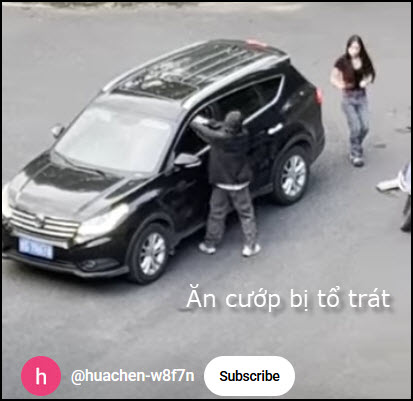 Ăn cướp bị tổ trát
h @huachen-w8f7n Subscribe